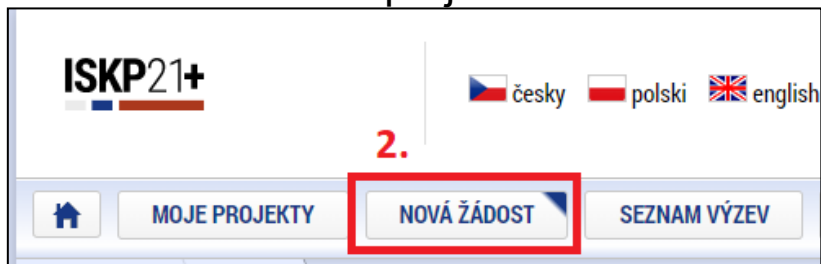 ISKP21+
česky polski english
2.
MOJE PROJEKTY NOVÁ ŽÁDOST SEZNAM VÝZEV